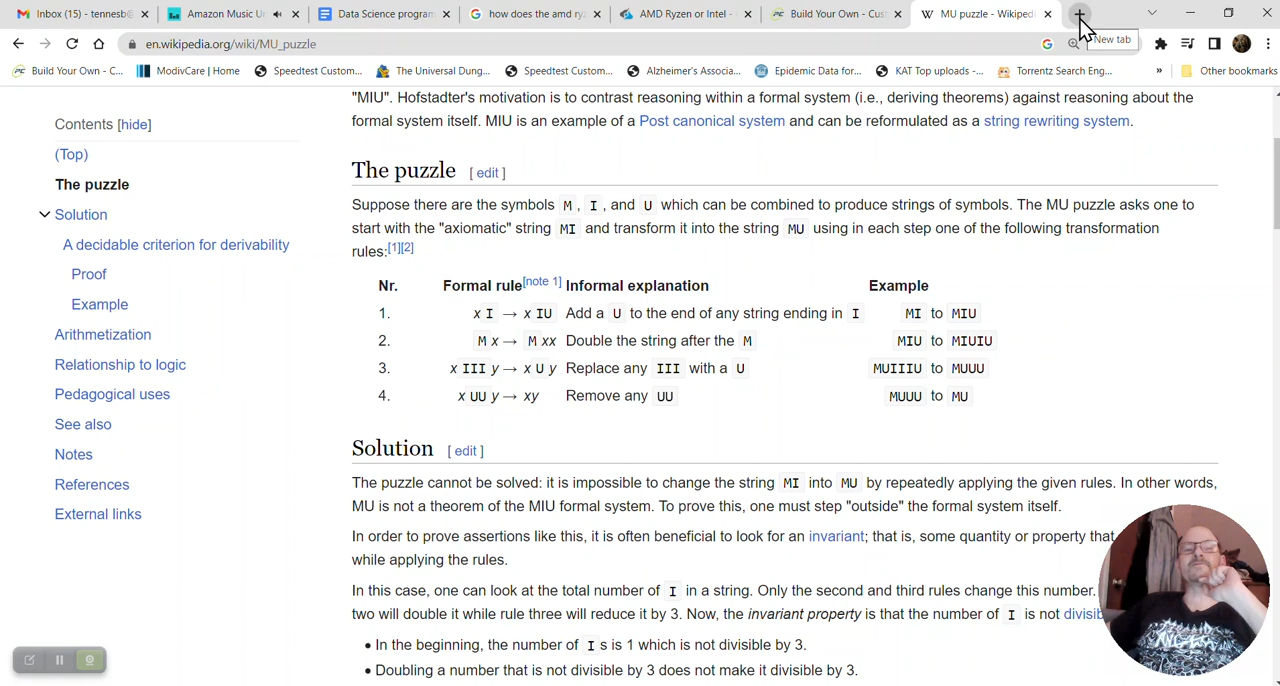 Inbox (15) - tennesb@
Amazon Music U
Data Science program
how does the amd ryz
AMD Ryzen or Intel -
Build Your Own - Cust
MU puzzle - Wikiped
en.wikipedia.org/wiki/MU_puzzle
New tab
Build Your Own - C...
ModivCare | Home
Speedtest Custom...
The Universal Dung...
Speedtest Custom...
Alzheimer's Associa...
Epidemic Data for...
KAT Top uploads -...
Torrentz Search Eng...
»
Other bookmarks
"MIU". Hofstadter's motivation is to contrast reasoning within a formal system (i.e., deriving theorems) against reasoning about the
formal system itself. MIU is an example of a Post canonical system and can be reformulated as a string rewriting system.
Contents [hide]
(Top)
The puzzle
Solution
A decidable criterion for derivability
Proof
Example
Arithmetization
Relationship to logic
Pedagogical uses
See also
Notes
References
External links
The puzzle [ edit ]
Suppose there are the symbols M , I , and U which can be combined to produce strings of symbols. The MU puzzle asks one to
start with the "axiomatic" string MI and transform it into the string MU using in each step one of the following transformation
rules:[1][2]
Nr. Formal rule[note 1] Informal explanation Example
1. x I → x IU Add a U to the end of any string ending in I MI to MIU
2. M x → M xx Double the string after the M MIU to MIUIU
3. x III y → x U y Replace any III with a U MUIIIU to MUUU
4. x UU y → xy Remove any UU MUUU to MU
Solution [ edit ]
The puzzle cannot be solved: it is impossible to change the string MI into MU by repeatedly applying the given rules. In other words,
MU is not a theorem of the MIU formal system. To prove this, one must step "outside" the formal system itself.
In order to prove assertions like this, it is often beneficial to look for an invariant; that is, some quantity or property that
while applying the rules.
In this case, one can look at the total number of I in a string. Only the second and third rules change this number.
two will double it while rule three will reduce it by 3. Now, the invariant property is that the number of I is not divisib
• In the beginning, the number of I s is 1 which is not divisible by 3.
• Doubling a number that is not divisible by 3 does not make it divisible by 3.